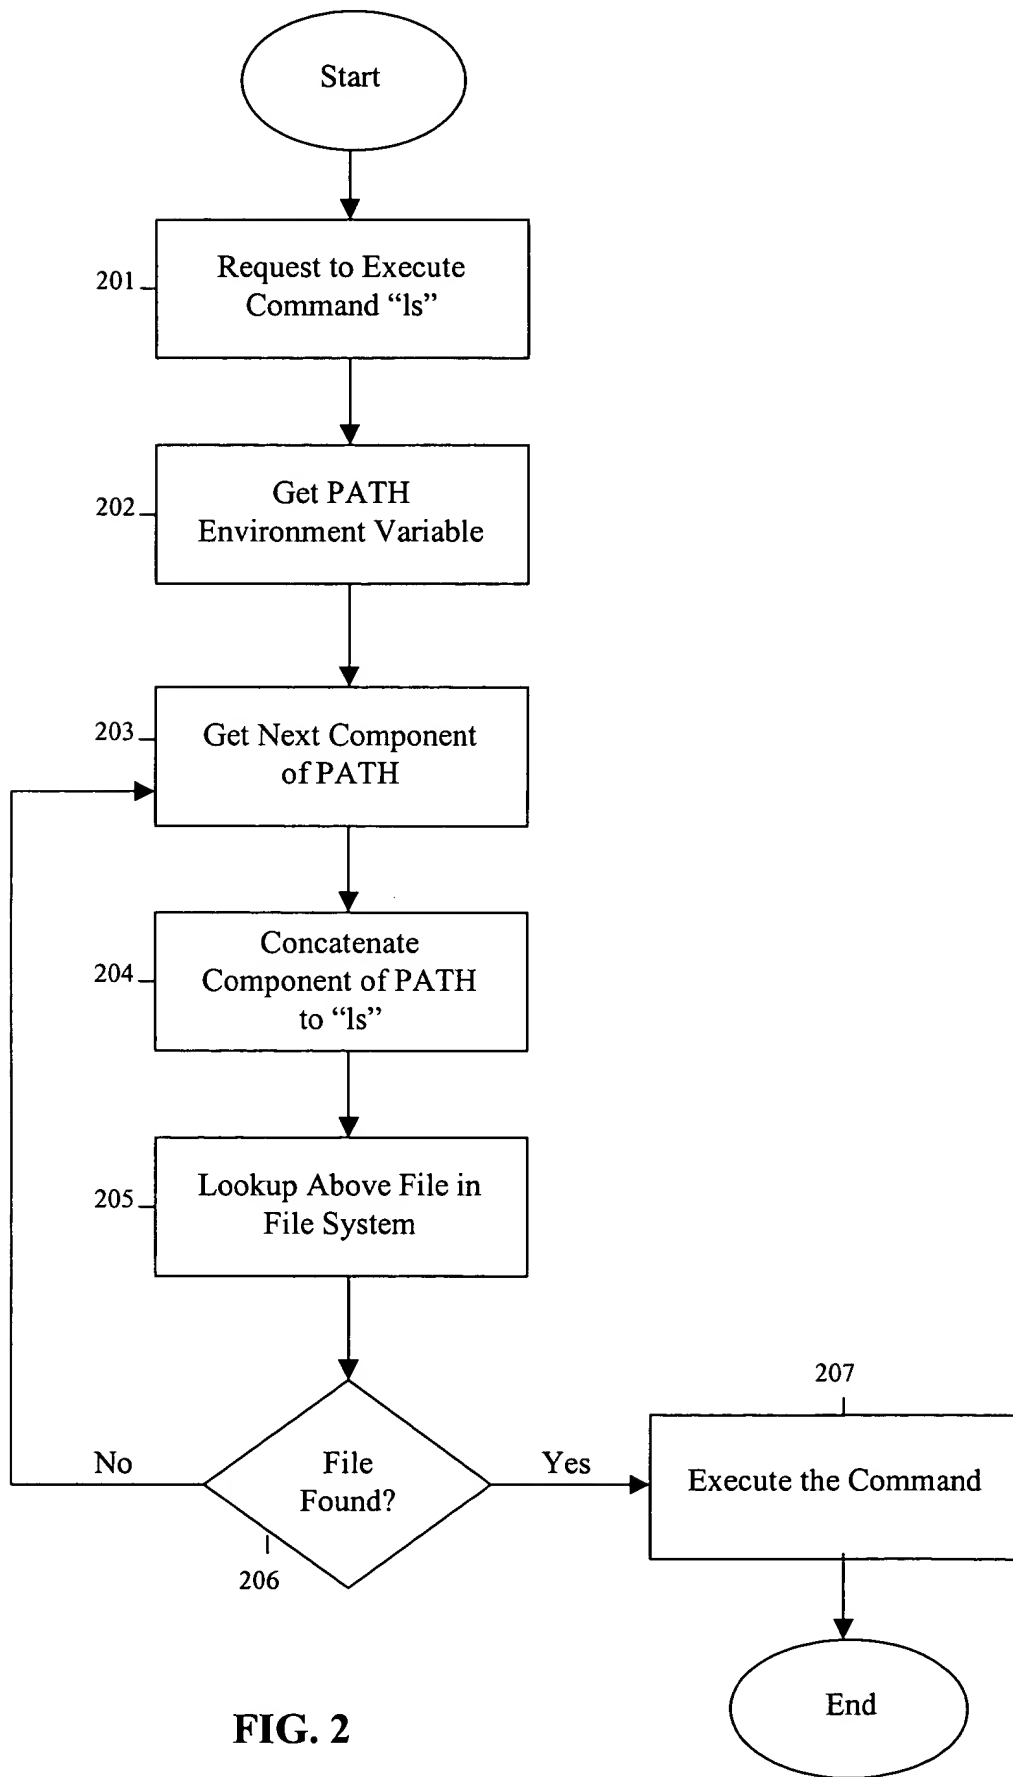 Start
201
Request to Execute
Command “ls”
202
Get PATH
Environment Variable
203
Get Next Component
of PATH
204
Concatenate
Component of PATH
to “ls”
205
Lookup Above File in
File System
No
File
Found?
Yes
206
207
Execute the Command
End
FIG. 2